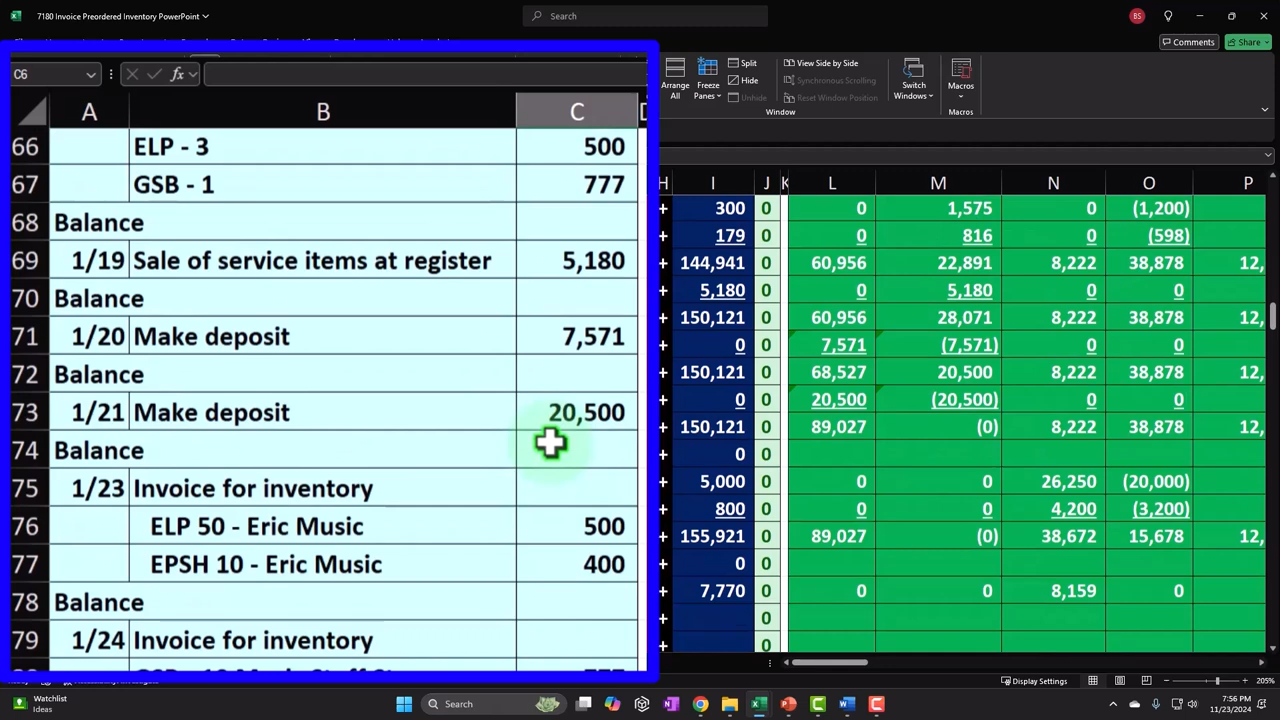 7180 Invoice Preordered Inventory PowerPoint
Search
BS
Comments
Share
Arrange All
Freeze Panes
Split
Hide
Unhide
View Side by Side
Synchronous Scrolling
Reset Window Position
Switch Windows
Macros
Window
Macros
C6
fx
A B C
66 ELP - 3 500
67 GSB - 1 777
68 Balance
69 1/19 Sale of service items at register 5,180
70 Balance
71 1/20 Make deposit 7,571
72 Balance
73 1/21 Make deposit 20,500
74 Balance
75 1/23 Invoice for inventory
76 ELP 50 - Eric Music 500
77 EPSH 10 - Eric Music 400
78 Balance
79 1/24 Invoice for inventory
H I J K L M N O P
+ 300 0 0 1,575 0 (1,200)
+ 179 0 0 816 0 (598)
+ 144,941 0 60,956 22,891 8,222 38,878 12,
+ 5,180 0 0 5,180 0 0
+ 150,121 0 60,956 28,071 8,222 38,878 12,
+ 0 0 7,571 (7,571) 0 0
+ 150,121 0 68,527 20,500 8,222 38,878 12,
+ 0 0 20,500 (20,500) 0 0
+ 150,121 0 89,027 (0) 8,222 38,878 12,
+ 0 0
+ 5,000 0 0 0 26,250 (20,000)
+ 800 0 0 0 4,200 (3,200)
+ 155,921 0 89,027 (0) 38,672 15,678 12,
+ 0 0
+ 7,770 0 0 0 8,159 0
+ 0
+ 0
Display Settings
205%
Watchlist
Ideas
Search
7:56 PM
11/23/2024